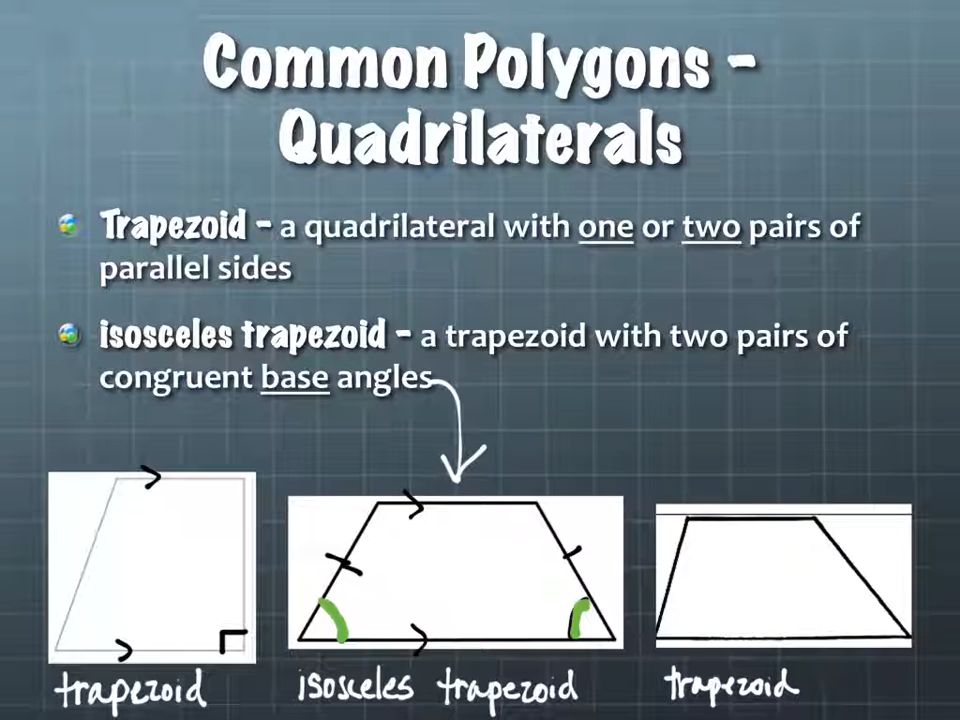 Common Polygons -
Quadrilaterals
Trapezoid - a quadrilateral with one or two pairs of
parallel sides
isosceles trapezoid - a trapezoid with two pairs of
congruent base angles
trapezoid
isosceles trapezoid
trapezoid